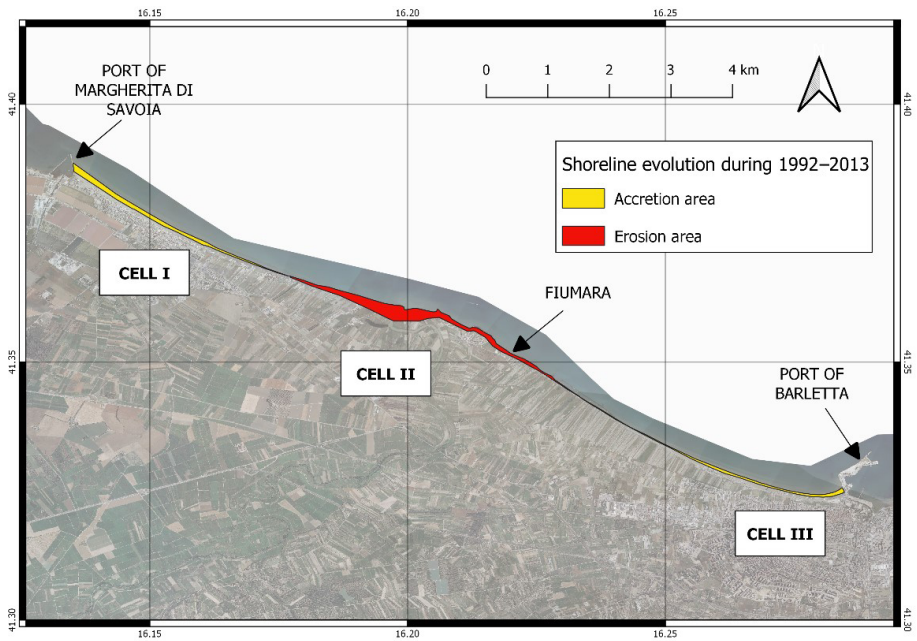 16.15 16.20 16.25
PORT OF
MARGHERITA DI
SAVOIA
0 1 2 3 4 km
41.40 41.40
Shoreline evolution during 1992–2013
Accretion area
Erosion area
CELL I
FIUMARA
CELL II
41.35 41.35
PORT OF
BARLETTA
CELL III
41.30 41.30
16.15 16.20 16.25